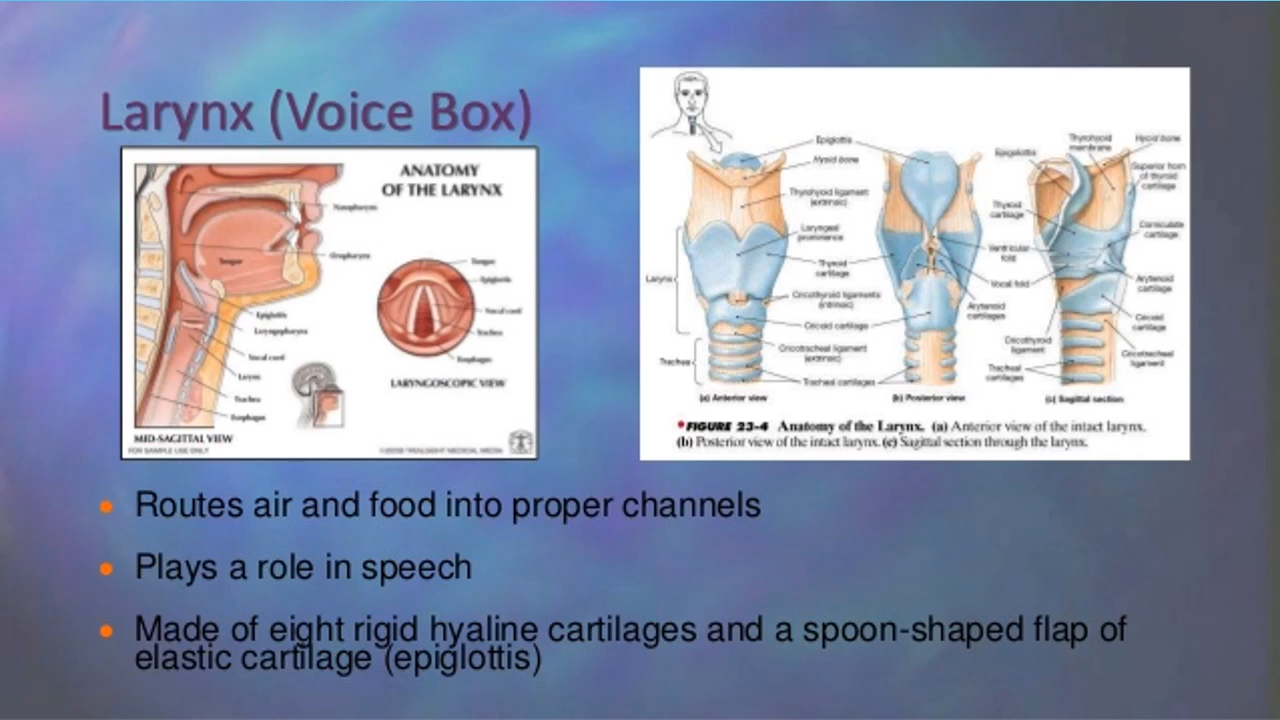 Larynx (Voice Box)
ANATOMY
OF THE LARYNX
Nasopharynx
Oropharynx
Tongue
Epiglottis
Laryngopharynx
Vocal cord
Larynx
Trachea
Esophagus
MID-SAGITTAL VIEW
FOR SAMPLE USE ONLY
Tongue
Epiglottis
Vocal cord
Trachea
Esophagus
LARYNGOSCOPIC VIEW
Epiglottis
Hyoid bone
Thyrohyoid ligament
(extrinsic)
Laryngeal
prominence
Thyroid
cartilage
Larynx
Cricothyroid ligaments
(intrinsic)
Cricoid cartilage
Cricotracheal ligament
(extrinsic)
Trachea
Tracheal cartilages
(a) Anterior view
Ventricular
fold
Vocal fold
Arytenoid
cartilages
(b) Posterior view
Epiglottis
Thyrohyoid
membrane
Hyoid bone
Superior horn
of thyroid
cartilage
Thyroid
cartilage
Corniculate
cartilage
Arytenoid
cartilage
Cricoid
cartilage
Cricothyroid
ligament
Cricotracheal
ligament
Tracheal
cartilages
(c) Sagittal section
FIGURE 23-4 Anatomy of the Larynx. (a) Anterior view of the intact larynx.
(b) Posterior view of the intact larynx. (c) Sagittal section through the larynx.
• Routes air and food into proper channels
• Plays a role in speech
• Made of eight rigid hyaline cartilages and a spoon-shaped flap of
elastic cartilage (epiglottis)